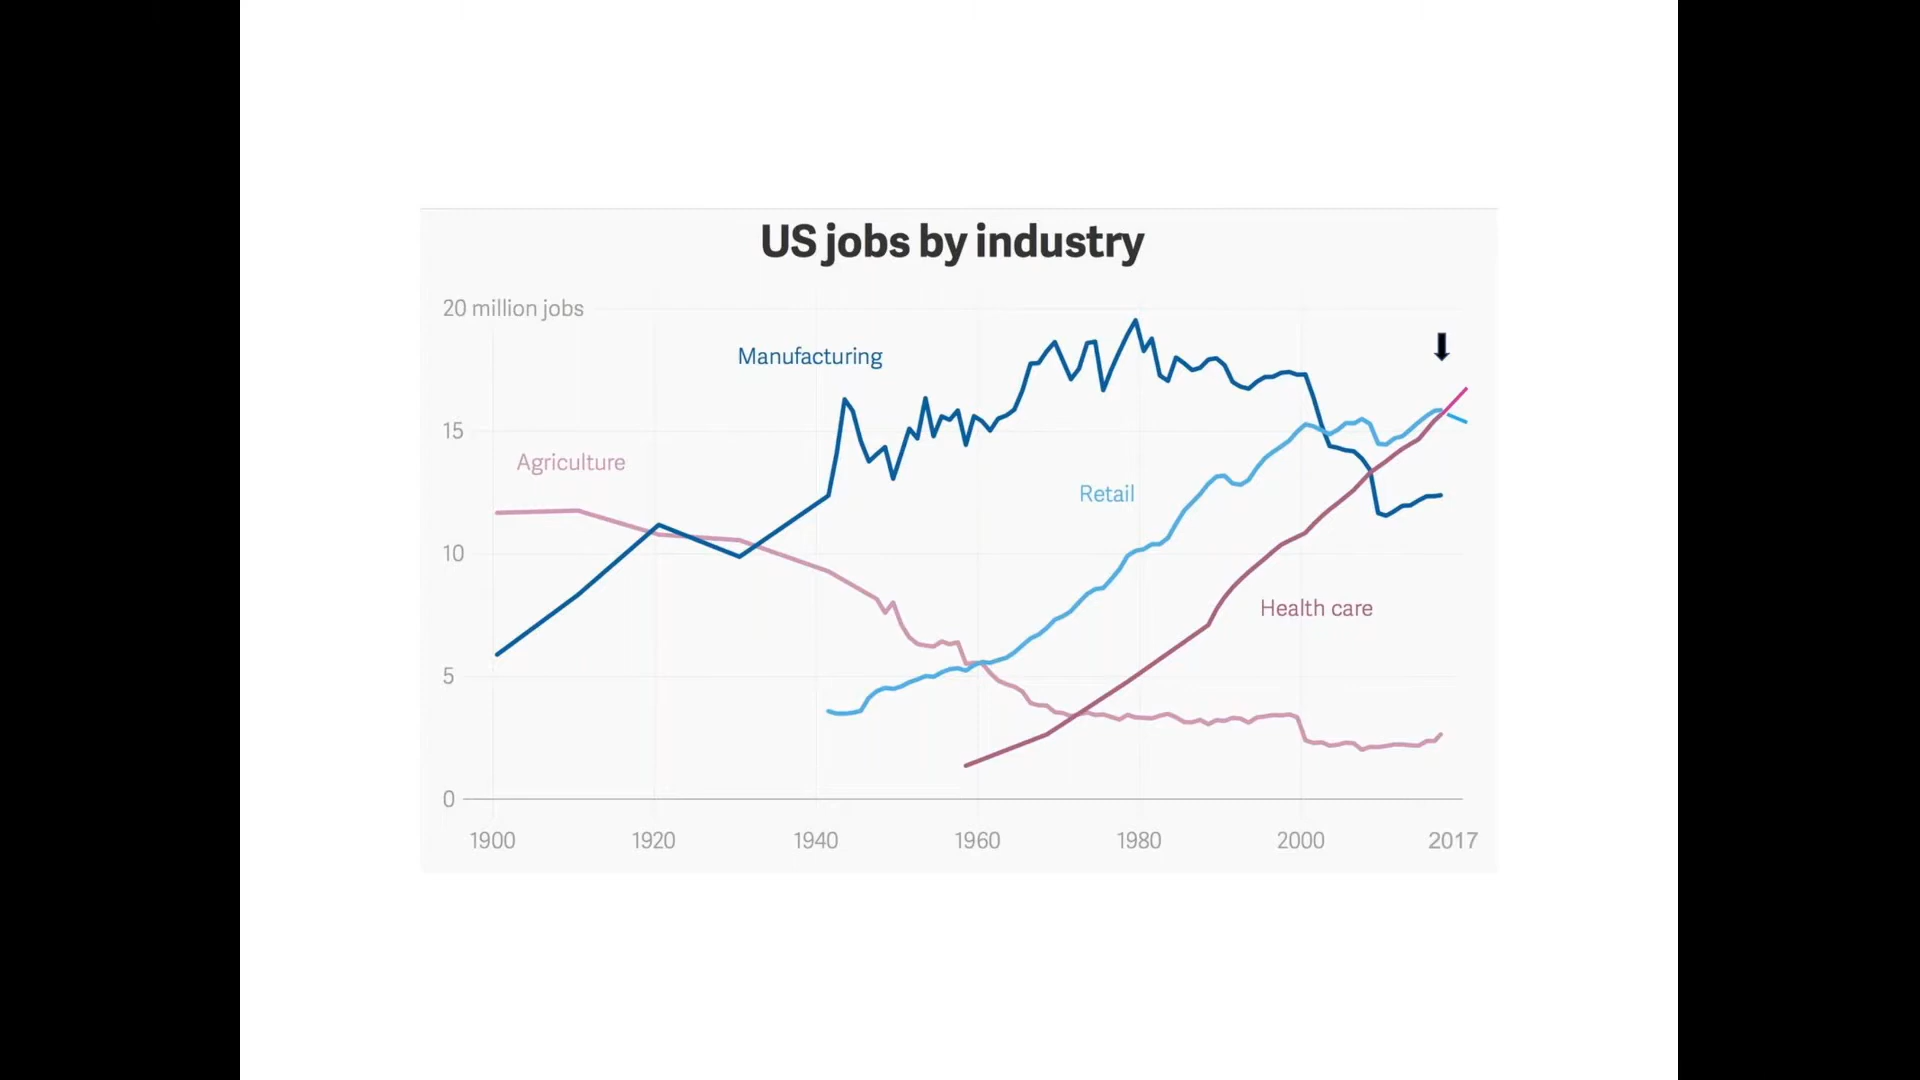 US jobs by industry
20 million jobs
Manufacturing
15
Agriculture
Retail
10
Health care
5
0
1900 1920 1940 1960 1980 2000 2017